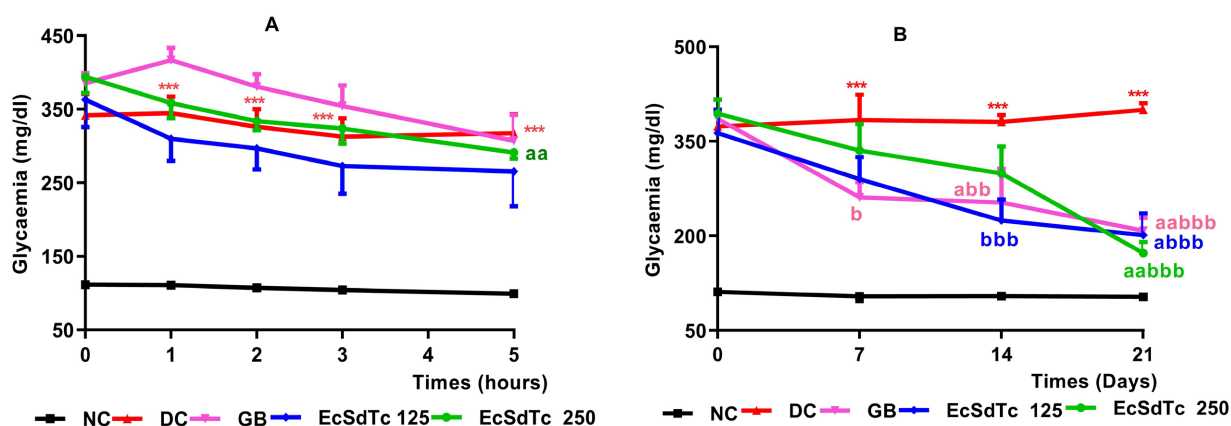 A
Glycaemia (mg/dl)
450
350
250
150
50
***
***
***
***
aa
0 1 2 3 4 5
Times (hours)
NC DC GB EcSdTc 125 EcSdTc 250
B
Glycaemia (mg/dl)
500
350
200
50
***
***
***
b
abb
bbb
aabbb
abbb
aabbb
0 7 14 21
Times (Days)
NC DC GB EcSdTc 125 EcSdTc 250